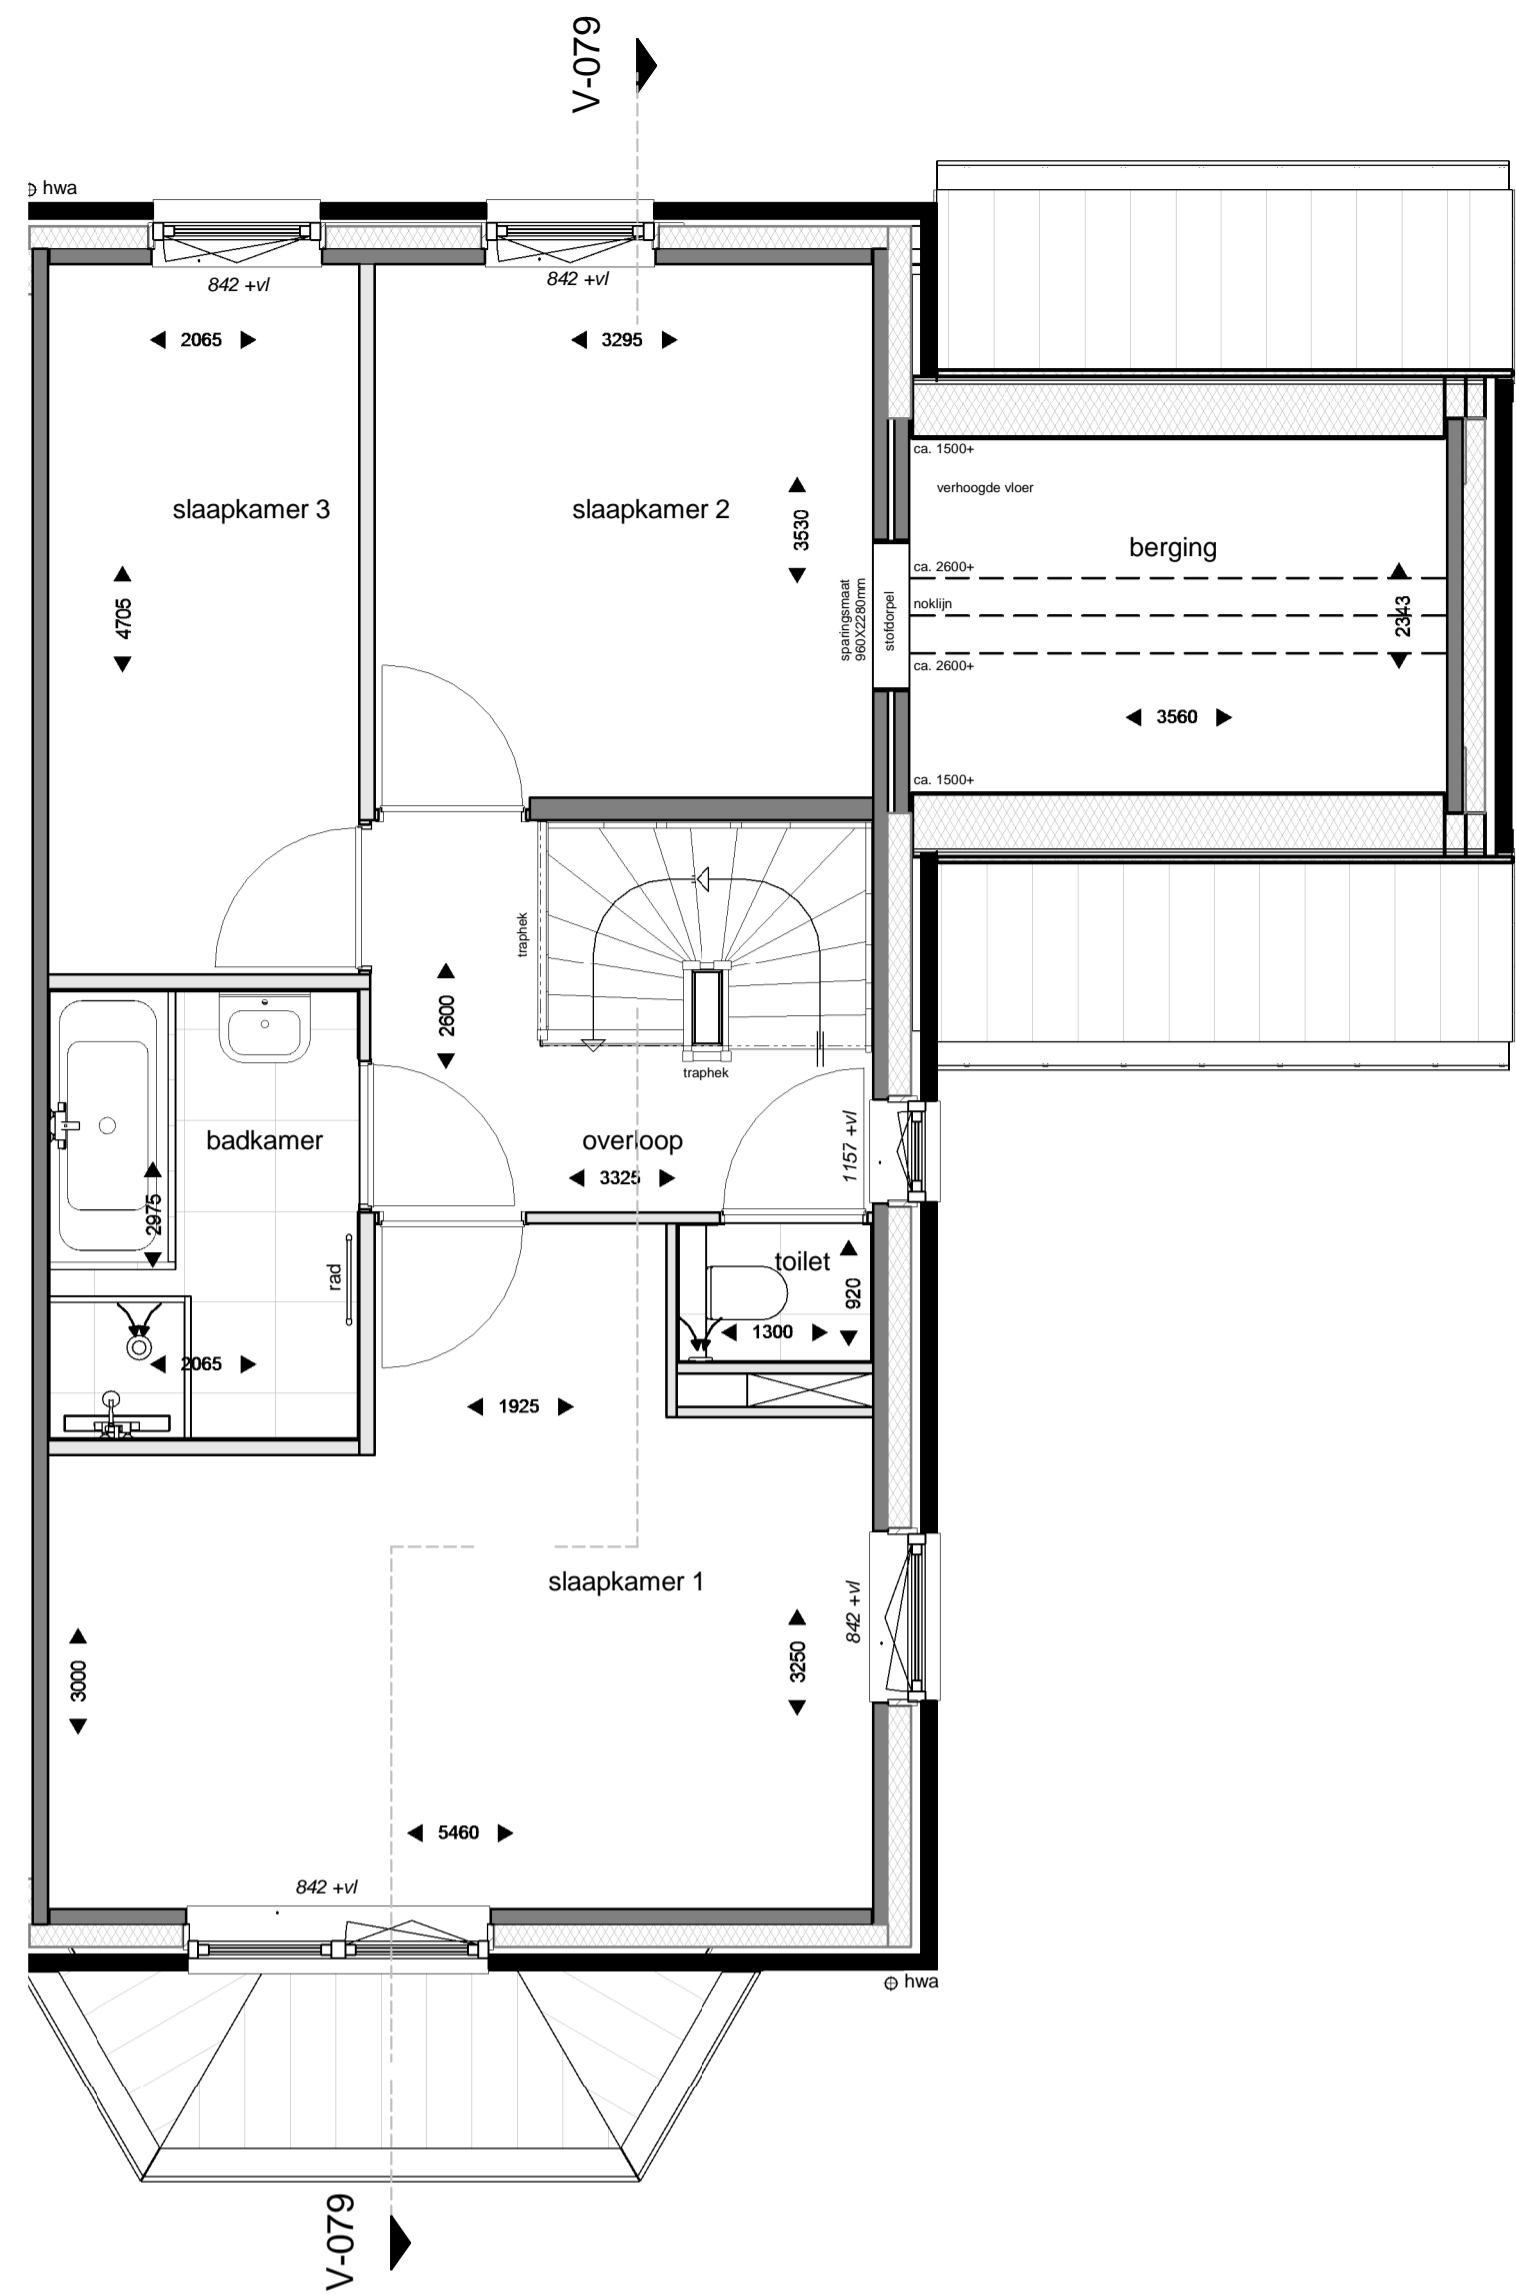 V-079
hwa
842 +vl
842 +vl
2065
3295
slaapkamer 3
slaapkamer 2
3530
4705
ca. 1500+
verhoogde vloer
berging
ca. 2600+
noklijn
ca. 2600+
2343
sparingsmaat
960X2280mm
stofdorpel
3560
ca. 1500+
traphek
2600
traphek
badkamer
overloop
3325
1157 +vl
2975
rad
toilet
920
1300
2065
1925
slaapkamer 1
842 +vl
3000
3250
5460
842 +vl
hwa
V-079